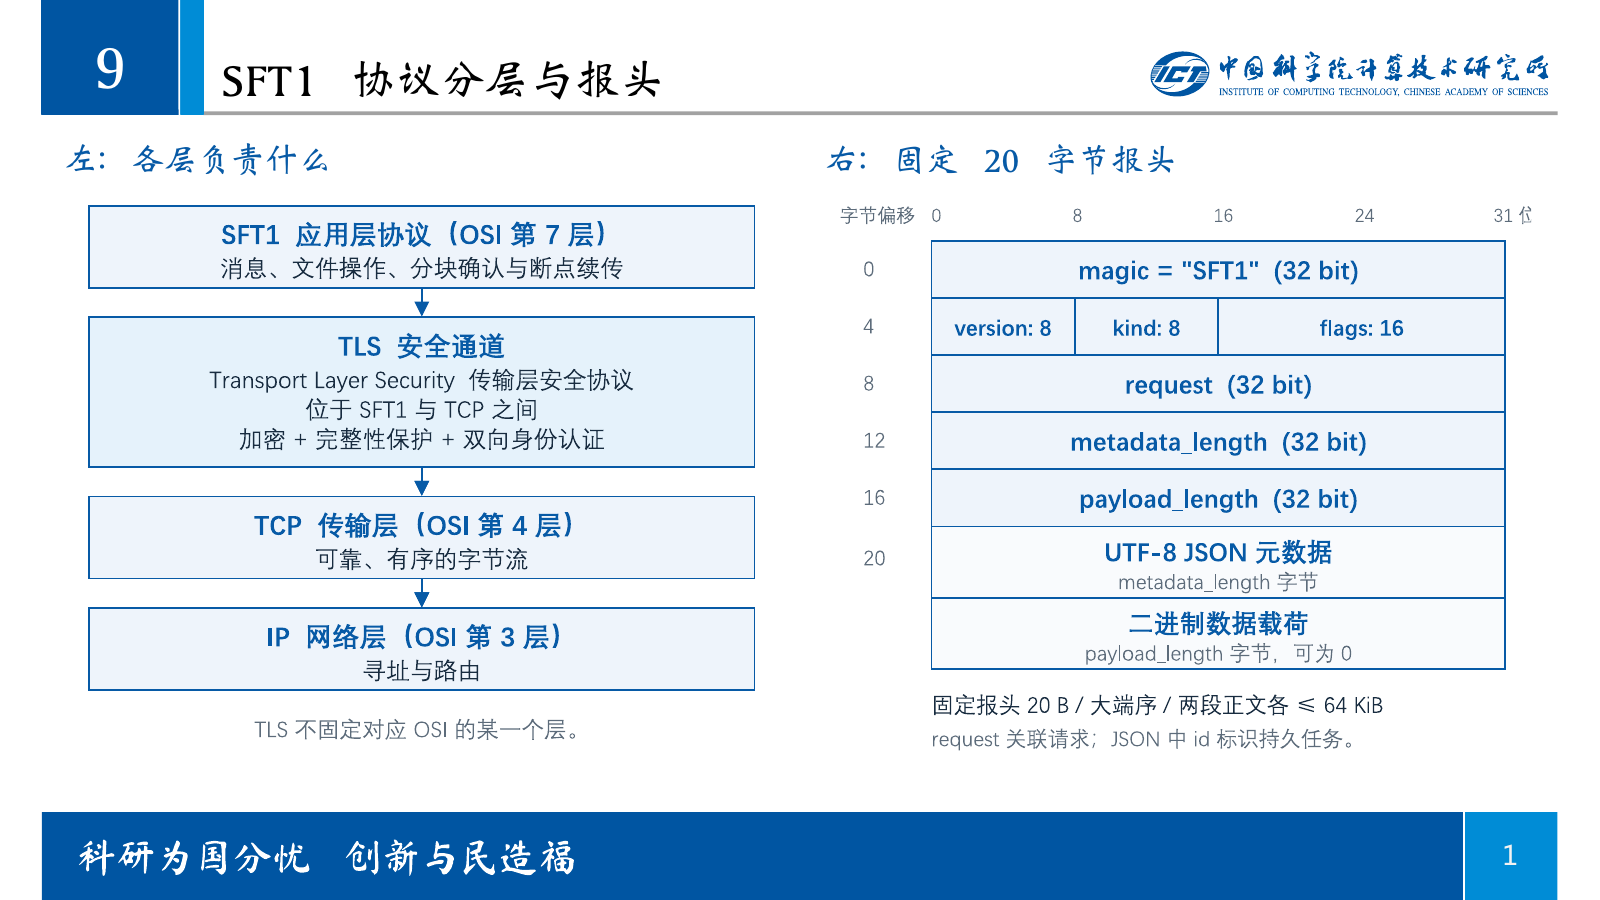 9
SFT1 协议分层与报头
ICT 中国科学院计算技术研究所
INSTITUTE OF COMPUTING TECHNOLOGY, CHINESE ACADEMY OF SCIENCES
左：各层负责什么
SFT1 应用层协议（OSI 第 7 层）
消息、文件操作、分块确认与断点续传
TLS 安全通道
Transport Layer Security 传输层安全协议
位于 SFT1 与 TCP 之间
加密 + 完整性保护 + 双向身份认证
TCP 传输层（OSI 第 4 层）
可靠、有序的字节流
IP 网络层（OSI 第 3 层）
寻址与路由
TLS 不固定对应 OSI 的某一个层。
右：固定 20 字节报头
字节偏移 0 8 16 24 31 位
0 magic = "SFT1" (32 bit)
4 version: 8 kind: 8 flags: 16
8 request (32 bit)
12 metadata_length (32 bit)
16 payload_length (32 bit)
20 UTF-8 JSON 元数据
metadata_length 字节
二进制数据载荷
payload_length 字节，可为 0
固定报头 20 B / 大端序 / 两段正文各 ≤ 64 KiB
request 关联请求；JSON 中 id 标识持久任务。
科研为国分忧 创新与民造福
1